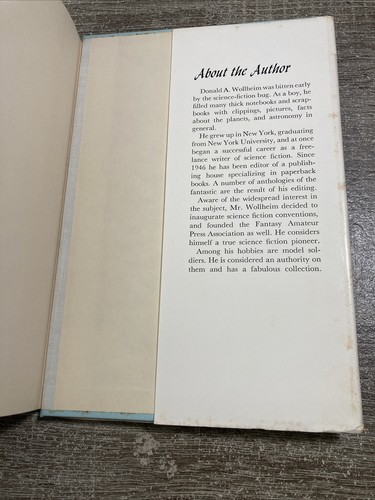 About the Author
Donald A. Wollheim was bitten early
by the science-fiction bug. As a boy, he
filled many thick notebooks and scrap-
books with clippings, pictures, facts
about the planets, and astronomy in
general.
He grew up in New York, graduating
from New York University, and at once
began a successful career as a free-
lance writer of science fiction. Since
1946 he has been editor of a publish-
ing house specializing in paperback
books. A number of anthologies of the
fantastic are the result of his editing.
Aware of the widespread interest in
the subject, Mr. Wollheim decided to
inaugurate science fiction conventions,
and founded the Fantasy Amateur
Press Association as well. He considers
himself a true science fiction pioneer.
Among his hobbies are model sol-
diers. He is considered an authority on
them and has a fabulous collection.